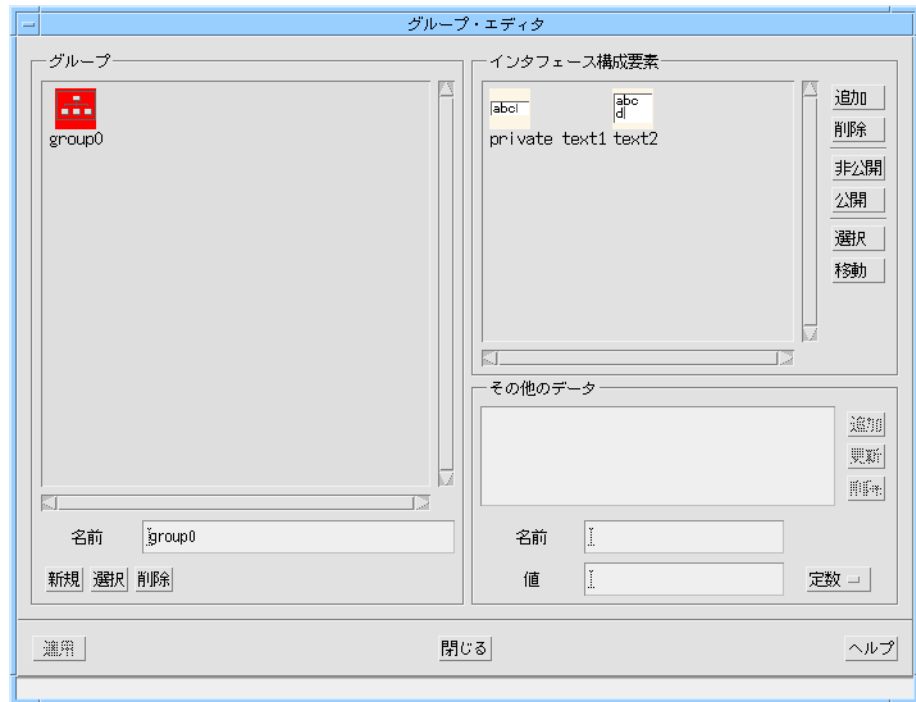 グループ・エディタ
グループ
group0
名前 group0
新規 選択 削除
インタフェース構成要素
abc abc
d
private text1 text2
追加
削除
非公開
公開
選択
移動
その他のデータ
追加
更新
削除
名前
値 定数
適用 閉じる ヘルプ